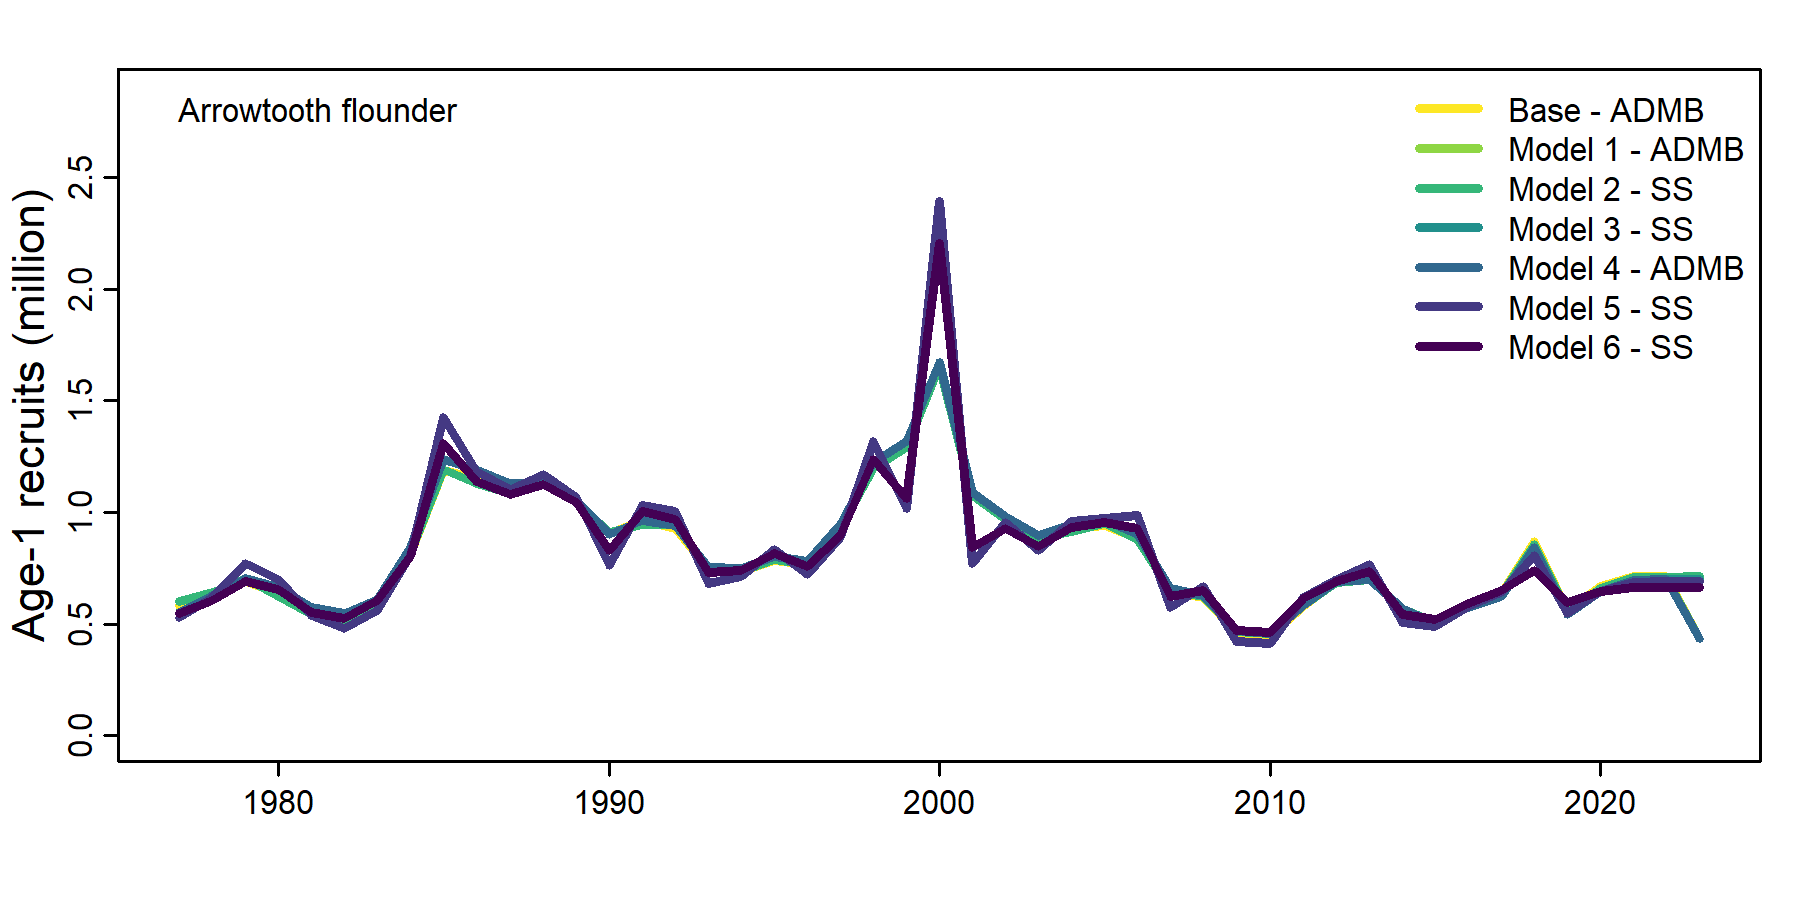 Arrowtooth flounder
Base - ADMB
Model 1 - ADMB
Model 2 - SS
Model 3 - SS
Model 4 - ADMB
Model 5 - SS
Model 6 - SS
Age-1 recruits (million)
2.5
2.0
1.5
1.0
0.5
0.0
1980 1990 2000 2010 2020